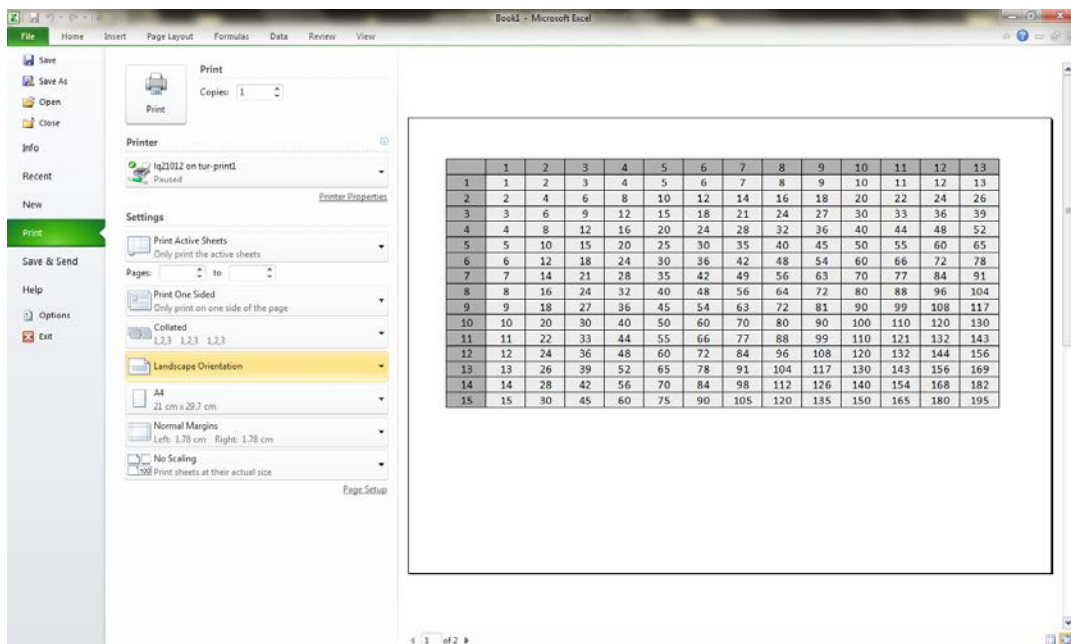 Book1 - Microsoft Excel
File Home Insert Page Layout Formulas Data Review View
Save
Save As
Open
Close
Info
Recent
New
Print
Save & Send
Help
Options
Exit
Print
Print
Copies: 1
Printer
lq21012 on tur-print1
Paused
Printer Properties
Settings
Print Active Sheets
Only print the active sheets
Pages: to
Print One Sided
Only print on one side of the page
Collated
1,2,3 1,2,3 1,2,3
Landscape Orientation
A4
21 cm x 29.7 cm
Normal Margins
Left: 1.78 cm Right: 1.78 cm
No Scaling
Print sheets at their actual size
Page Setup
1 2 3 4 5 6 7 8 9 10 11 12 13
1 1 2 3 4 5 6 7 8 9 10 11 12 13
2 2 4 6 8 10 12 14 16 18 20 22 24 26
3 3 6 9 12 15 18 21 24 27 30 33 36 39
4 4 8 12 16 20 24 28 32 36 40 44 48 52
5 5 10 15 20 25 30 35 40 45 50 55 60 65
6 6 12 18 24 30 36 42 48 54 60 66 72 78
7 7 14 21 28 35 42 49 56 63 70 77 84 91
8 8 16 24 32 40 48 56 64 72 80 88 96 104
9 9 18 27 36 45 54 63 72 81 90 99 108 117
10 10 20 30 40 50 60 70 80 90 100 110 120 130
11 11 22 33 44 55 66 77 88 99 110 121 132 143
12 12 24 36 48 60 72 84 96 108 120 132 144 156
13 13 26 39 52 65 78 91 104 117 130 143 156 169
14 14 28 42 56 70 84 98 112 126 140 154 168 182
15 15 30 45 60 75 90 105 120 135 150 165 180 195
1 of 2